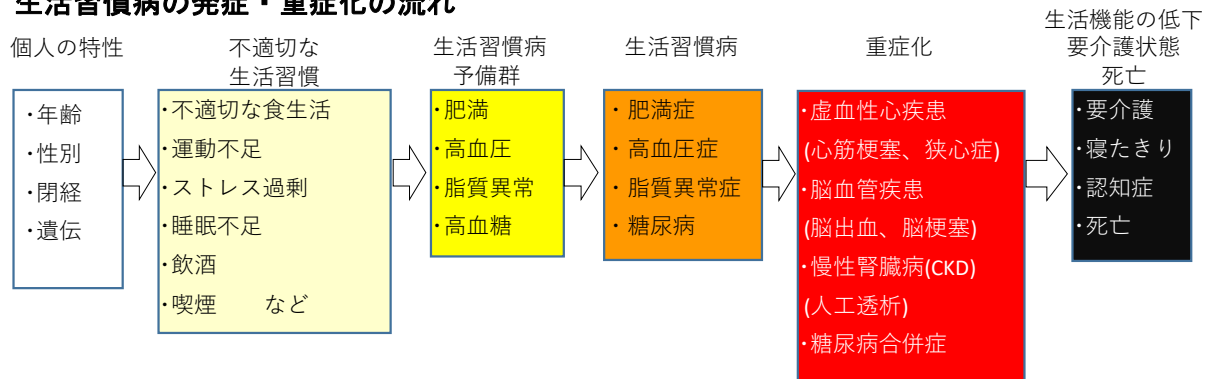 生活習慣病の発症・重症化の流れ
個人の特性
・年齢
・性別
・閉経
・遺伝
不適切な
生活習慣
・不適切な食生活
・運動不足
・ストレス過剰
・睡眠不足
・飲酒
・喫煙　　など
生活習慣病
予備群
・肥満
・高血圧
・脂質異常
・高血糖
生活習慣病
・肥満症
・高血圧症
・脂質異常症
・糖尿病
重症化
・虚血性心疾患
(心筋梗塞、狭心症)
・脳血管疾患
(脳出血、脳梗塞)
・慢性腎臓病(CKD)
(人工透析)
・糖尿病合併症
生活機能の低下
要介護状態
死亡
・要介護
・寝たきり
・認知症
・死亡